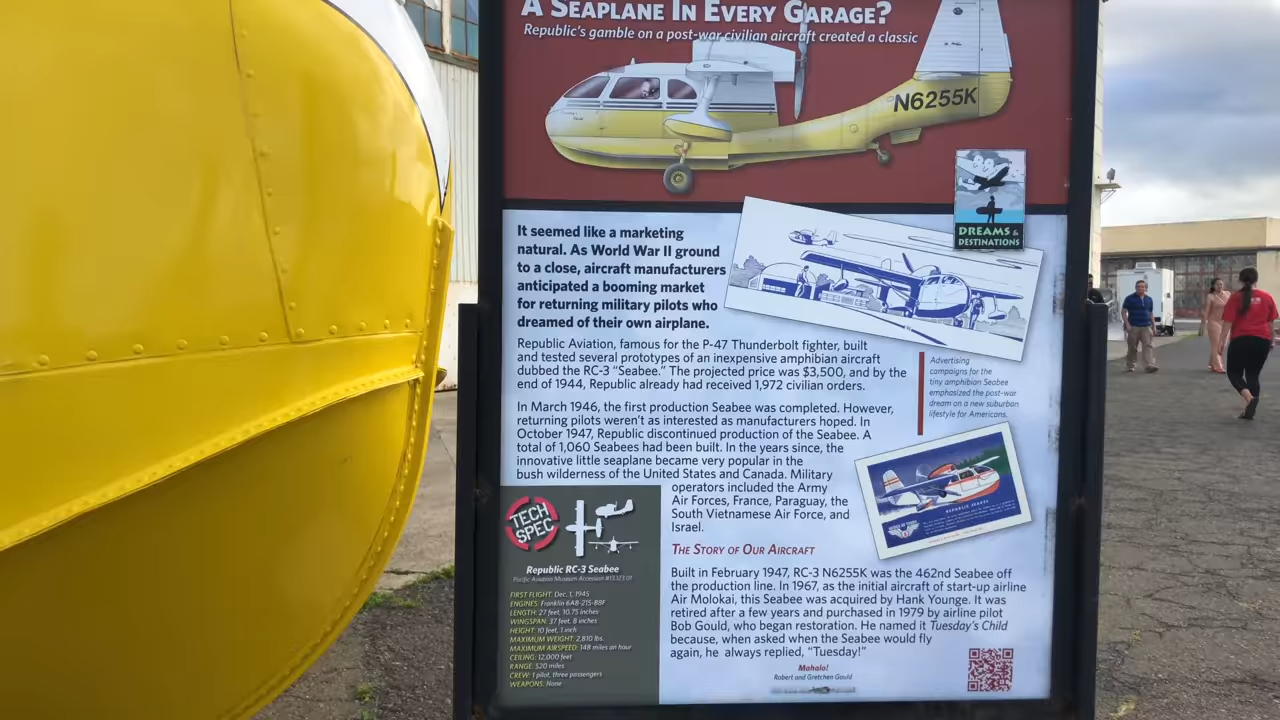 A SEAPLANE IN EVERY GARAGE?
Republic's gamble on a post-war civilian aircraft created a classic
N6255K
DREAMS &
DESTINATIONS
It seemed like a marketing
natural. As World War II ground
to a close, aircraft manufacturers
anticipated a booming market
for returning military pilots who
dreamed of their own airplane.
Republic Aviation, famous for the P-47 Thunderbolt fighter, built
and tested several prototypes of an inexpensive amphibian aircraft
dubbed the RC-3 "Seabee." The projected price was $3,500, and by the
end of 1944, Republic already had received 1,972 civilian orders.
Advertising
campaigns for the
tiny amphibian Seabee
emphasized the post-war
dream on a new suburban
lifestyle for Americans.
In March 1946, the first production Seabee was completed. However,
returning pilots weren't as interested as manufacturers hoped. In
October 1947, Republic discontinued production of the Seabee. A
total of 1,060 Seabees had been built. In the years since, the
innovative little seaplane became very popular in the
bush wilderness of the United States and Canada. Military
operators included the Army
Air Forces, France, Paraguay, the
South Vietnamese Air Force, and
Israel.
REPUBLIC SEABEE
TECH
SPEC
Republic RC-3 Seabee
Pacific Aviation Museum Accession
FIRST FLIGHT: Dec. 1, 1945
ENGINES: Franklin 6A8-215-B8F
LENGTH: 27 feet, 10.75 inches
WINGSPAN: 37 feet, 8 inches
HEIGHT: 10 feet, 1 inch
MAXIMUM WEIGHT: 2,810 lbs.
MAXIMUM AIRSPEED: 148 miles an hour
CEILING: 12,000 feet
RANGE: 520 miles
CREW: 1 pilot, three passengers
WEAPONS: None
THE STORY OF OUR AIRCRAFT
Built in February 1947, RC-3 N6255K was the 462nd Seabee off
the production line. In 1967, as the initial aircraft of start-up airline
Air Molokai, this Seabee was acquired by Hank Younge. It was
retired after a few years and purchased in 1979 by airline pilot
Bob Gould, who began restoration. He named it Tuesday's Child
because, when asked when the Seabee would fly
again, he always replied, "Tuesday!"
Mahalo!
Robert and Gretchen Gould